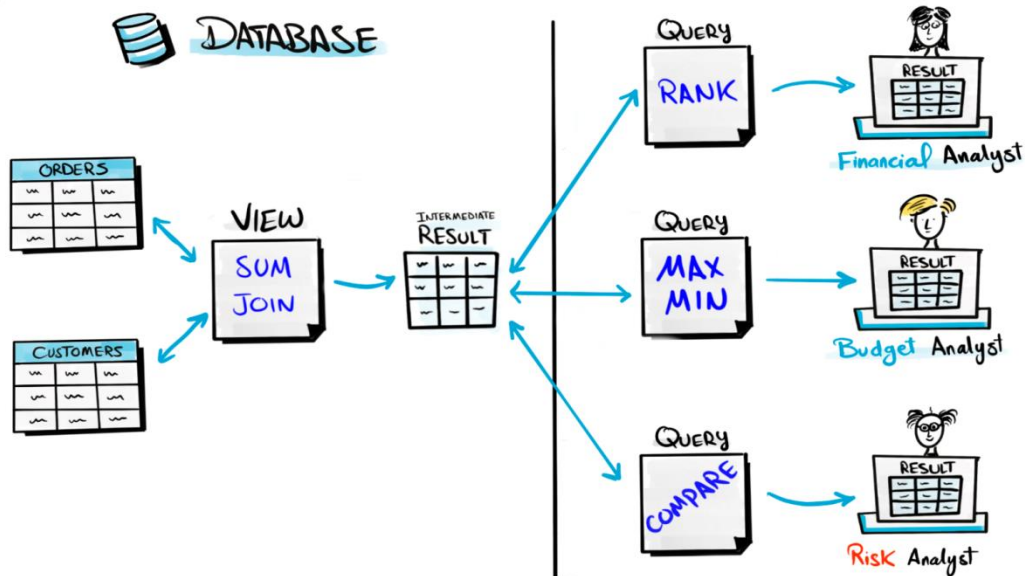 DATABASE
ORDERS
CUSTOMERS
VIEW
SUM
JOIN
INTERMEDIATE
RESULT
QUERY
RANK
RESULT
Financial Analyst
QUERY
MAX
MIN
RESULT
Budget Analyst
QUERY
COMPARE
RESULT
Risk Analyst